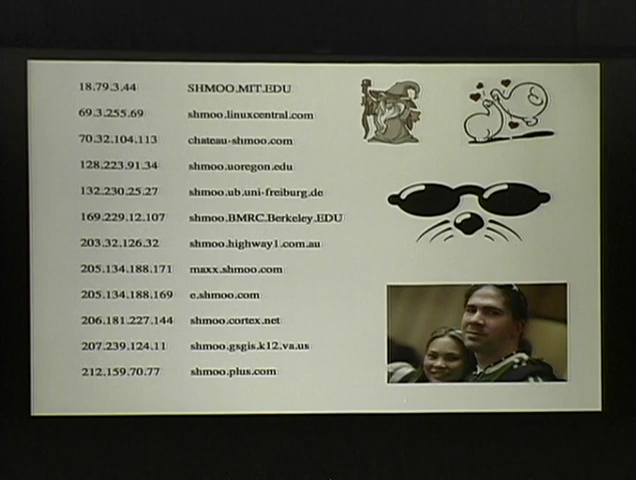 18.79.3.44 SHMOO.MIT.EDU
69.3.255.69 shmoo.linuxcentral.com
70.32.104.113 chateau-shmoo.com
128.223.91.34 shmoo.uoregon.edu
132.230.25.27 shmoo.ub.uni-freiburg.de
169.229.12.107 shmoo.BMRC.Berkeley.EDU
203.32.126.32 shmoo.highway1.com.au
205.134.188.171 maxx.shmoo.com
205.134.188.169 e.shmoo.com
206.181.227.144 shmoo.cortex.net
207.239.124.11 shmoo.gsgis.k12.va.us
212.159.70.77 shmoo.plus.com